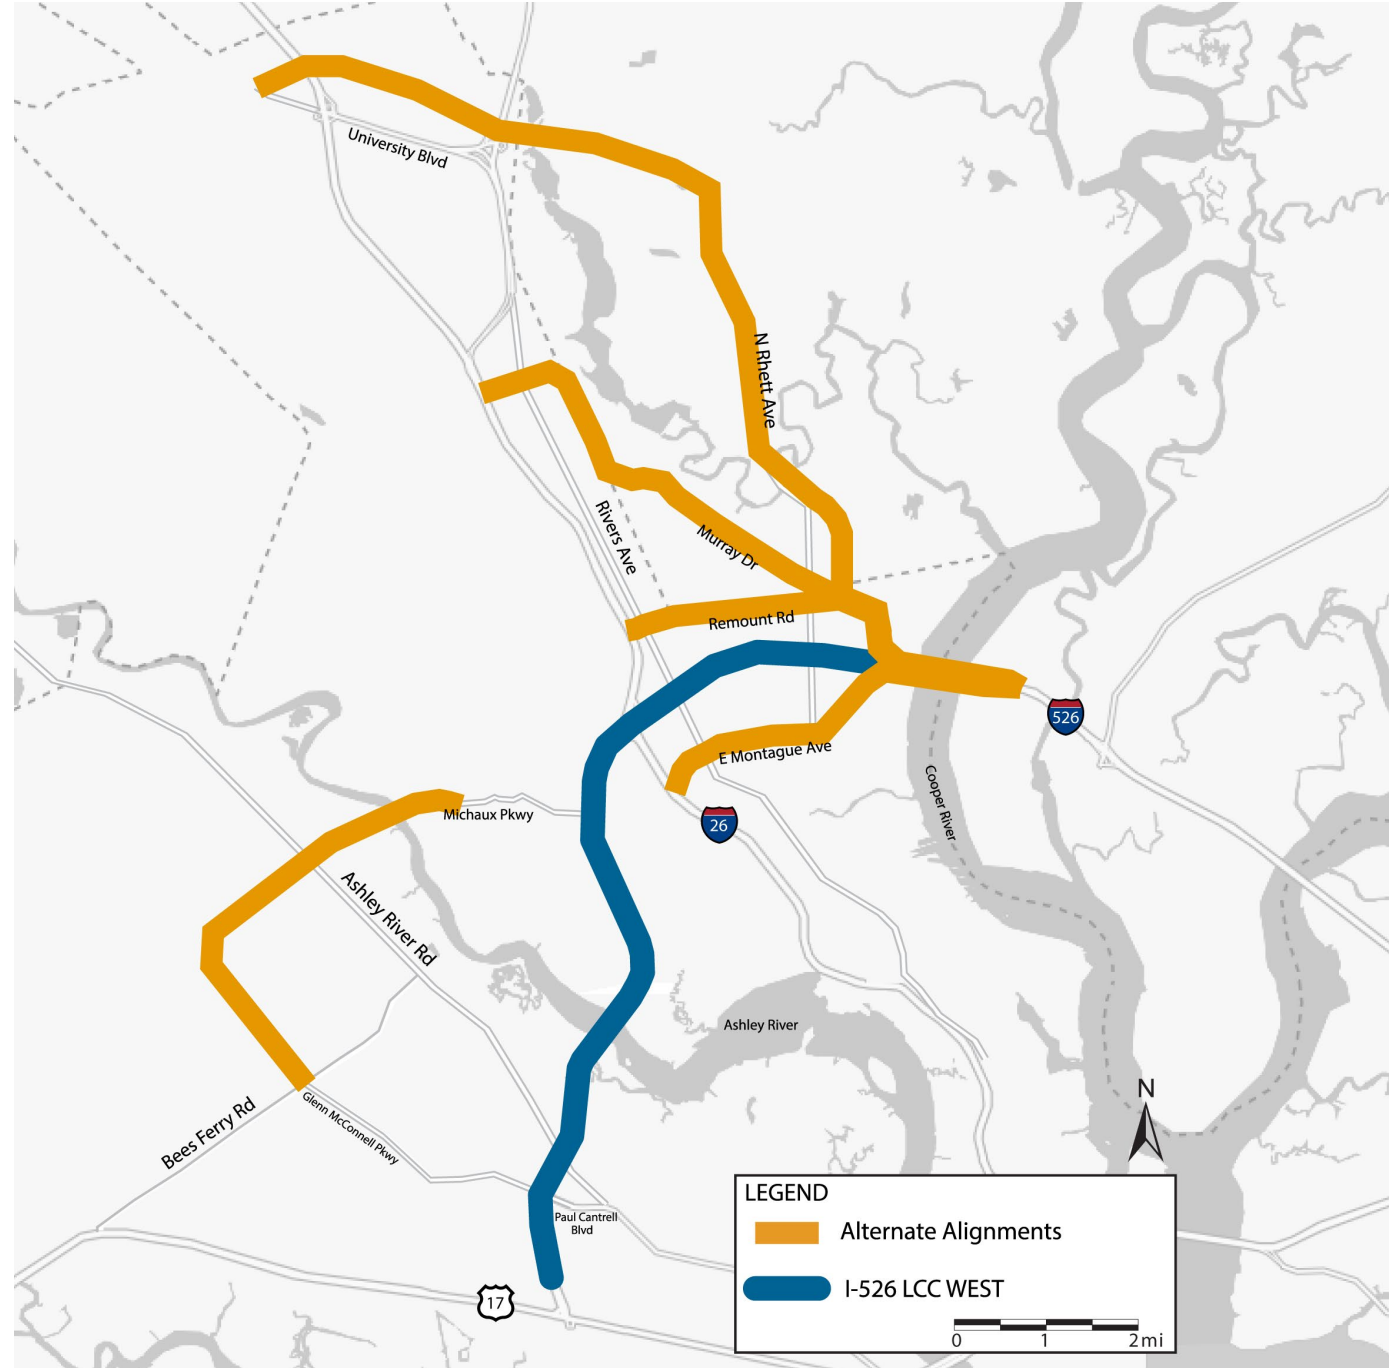 University Blvd
N Rhett Ave
Rivers Ave
Murray Dr
Remount Rd
526
E Montague Ave
Cooper River
Michaux Pkwy
26
Ashley River Rd
Ashley River
N
Bees Ferry Rd
Glenn McConnell Pkwy
Paul Cantrell
Blvd
17
LEGEND
Alternate Alignments
I-526 LCC WEST
0 1 2 mi